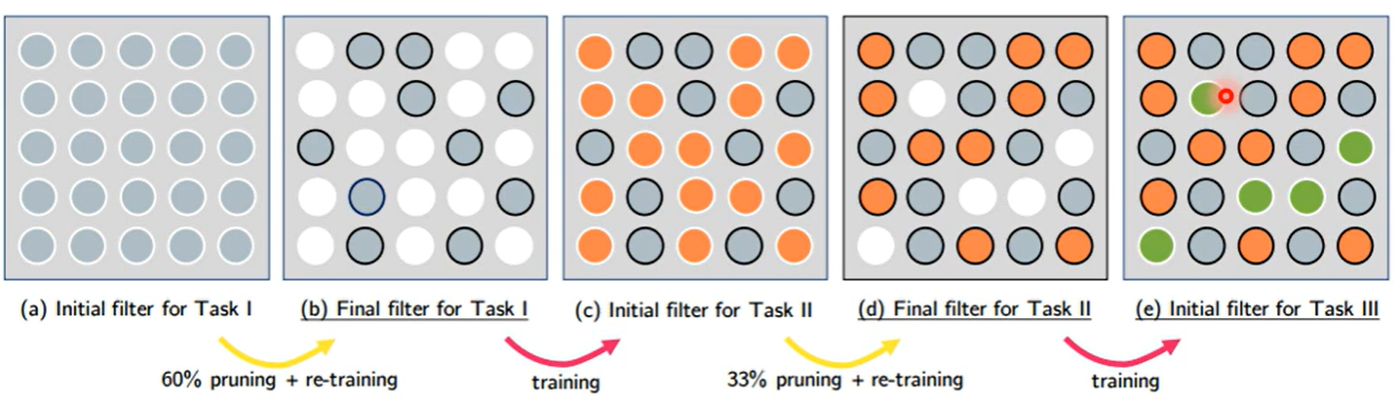 (a) Initial filter for Task I
(b) Final filter for Task I
(c) Initial filter for Task II
(d) Final filter for Task II
(e) Initial filter for Task III
60% pruning + re-training
training
33% pruning + re-training
training